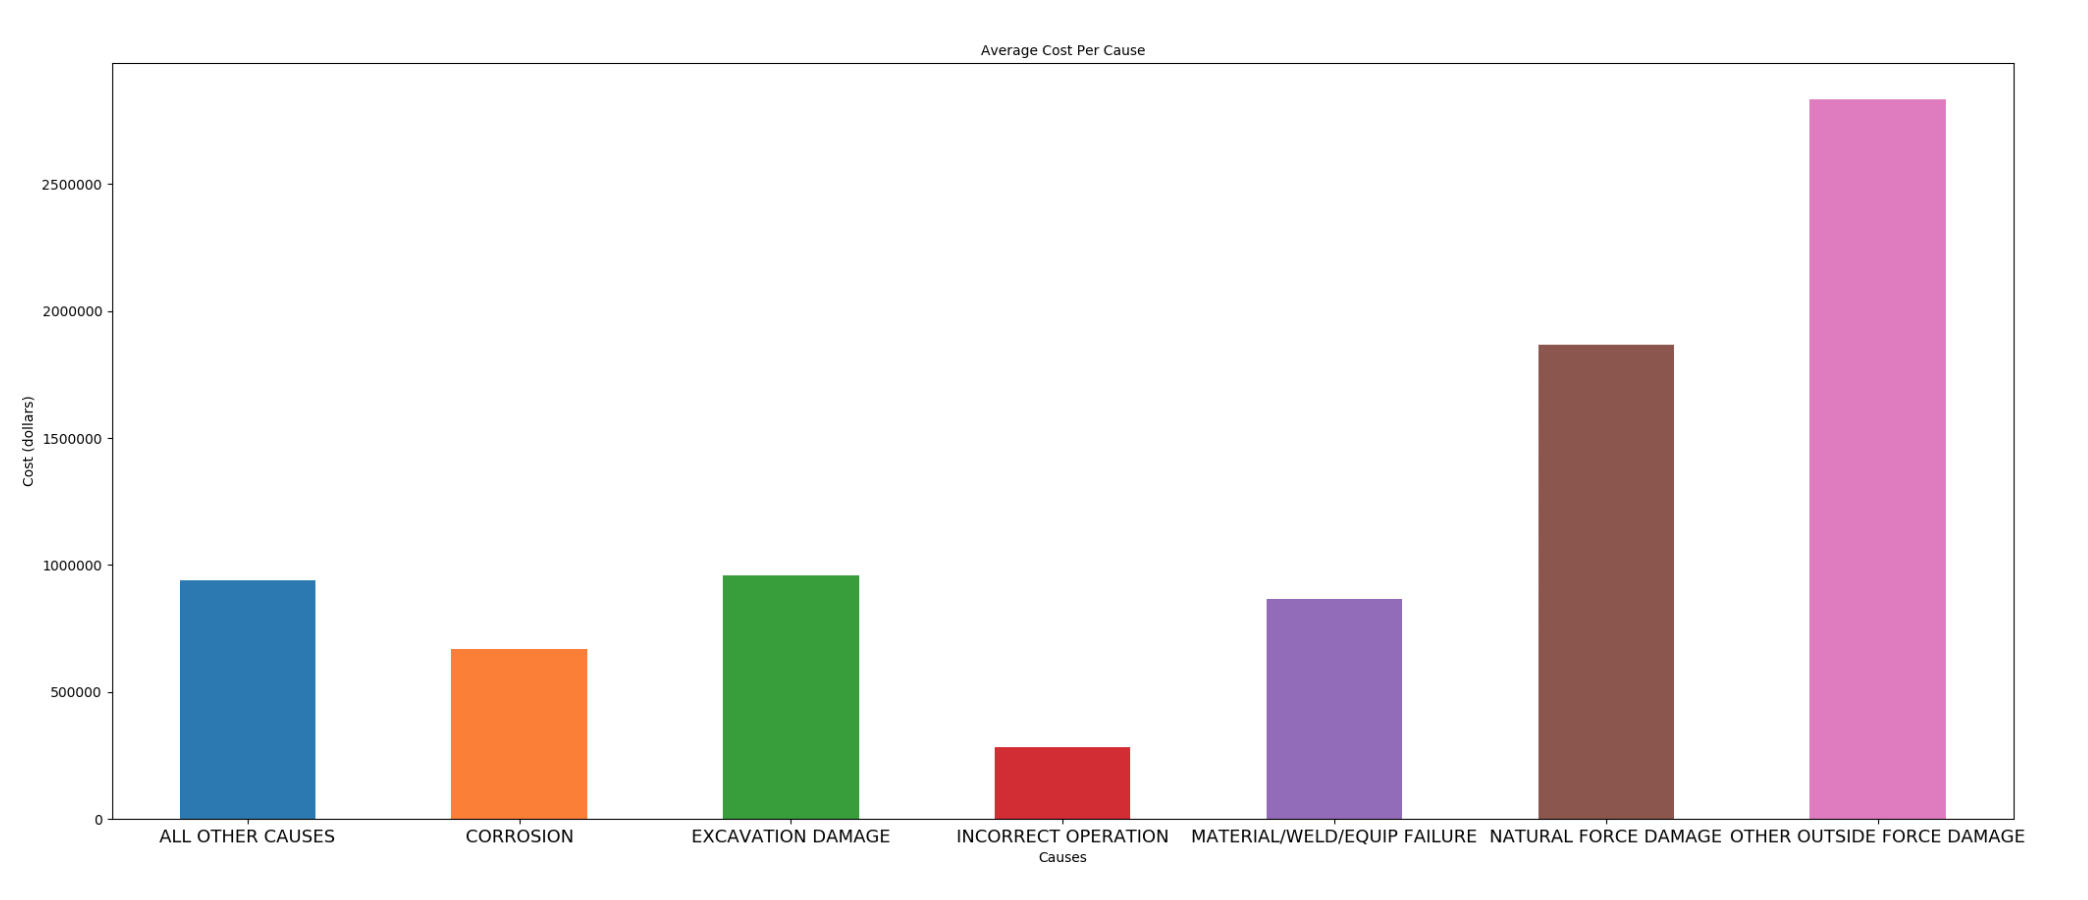 Average Cost Per Cause
2500000
2000000
1500000
1000000
500000
0
Cost (dollars)
ALL OTHER CAUSES CORROSION EXCAVATION DAMAGE INCORRECT OPERATION MATERIAL/WELD/EQUIP FAILURE NATURAL FORCE DAMAGE OTHER OUTSIDE FORCE DAMAGE
Causes